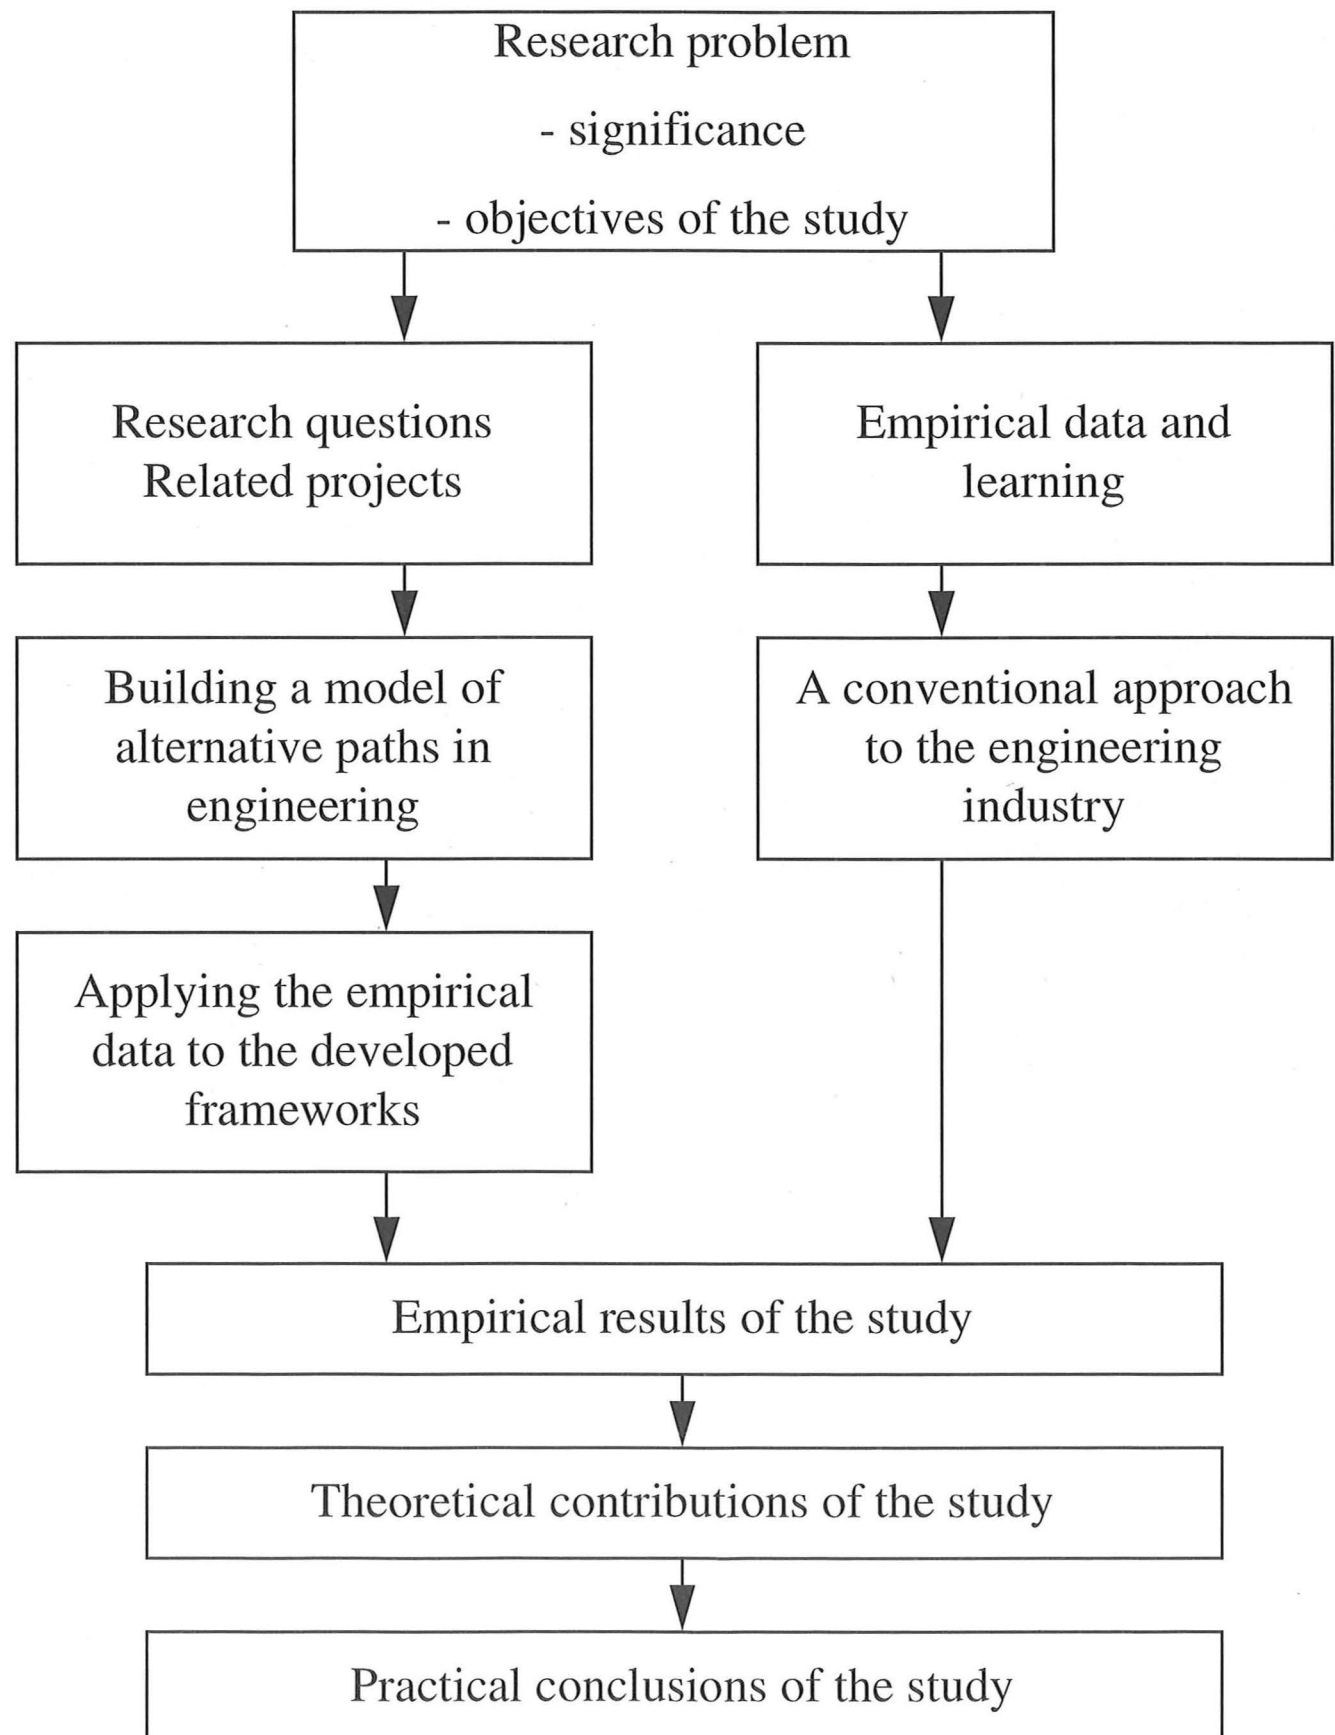 Research problem
- significance
- objectives of the study
Research questions
Related projects
Empirical data and
learning
Building a model of
alternative paths in
engineering
A conventional approach
to the engineering
industry
Applying the empirical
data to the developed
frameworks
Empirical results of the study
Theoretical contributions of the study
Practical conclusions of the study